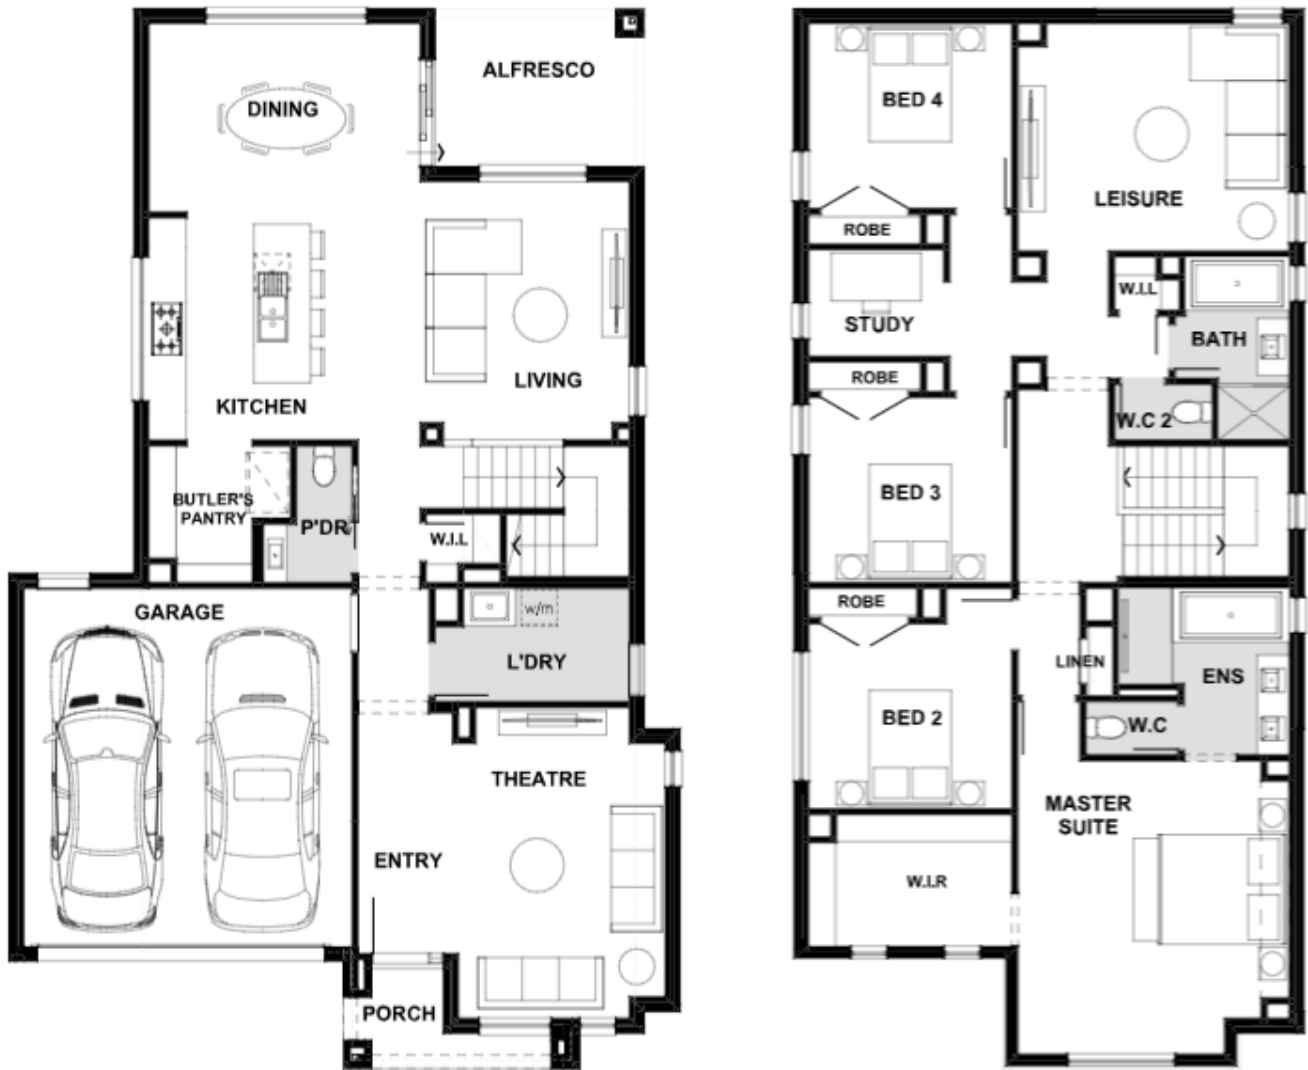 ALFRESCO
DINING
LIVING
KITCHEN
BUTLER'S
PANTRY
P'DR
W.I.L
GARAGE
w/m
L'DRY
THEATRE
ENTRY
PORCH
BED 4
LEISURE
ROBE
W.I.L
STUDY
BATH
ROBE
W.C 2
BED 3
ROBE
LINEN
ENS
BED 2
W.C
MASTER
SUITE
W.I.R